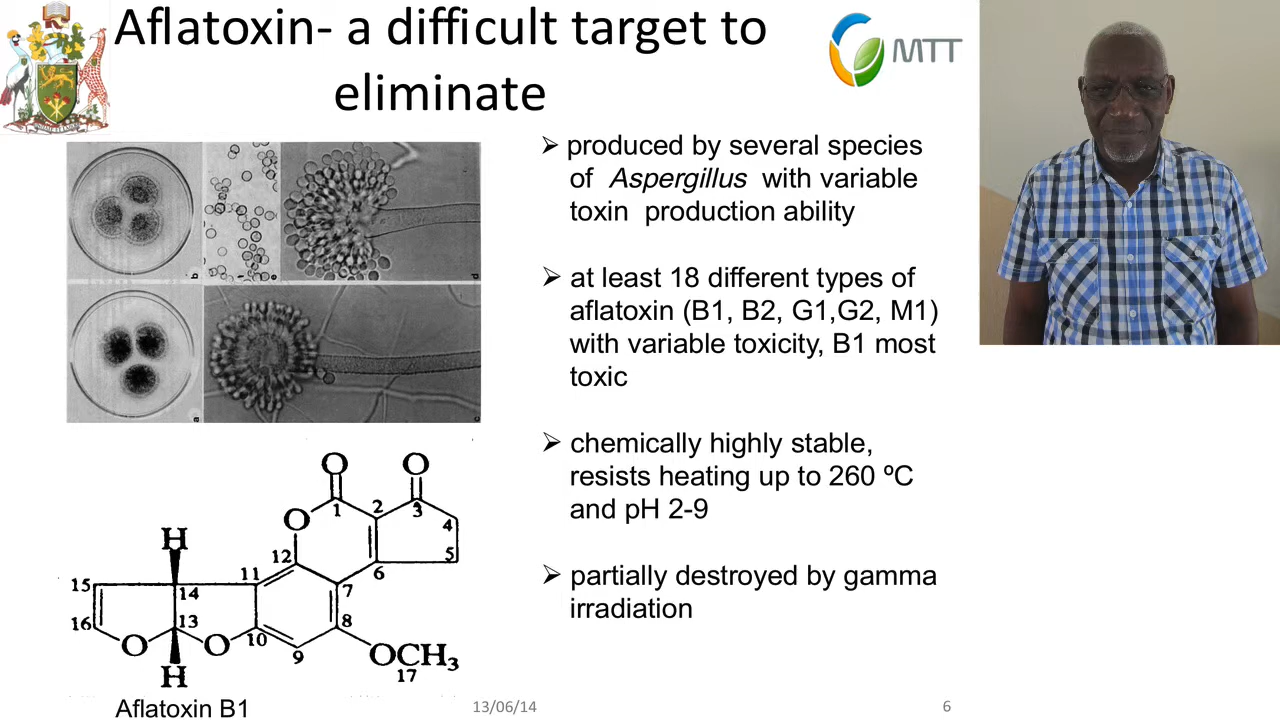 Aflatoxin- a difficult target to
eliminate
MTT
b
d
a
c
➢ produced by several species
of Aspergillus with variable
toxin production ability
➢ at least 18 different types of
aflatoxin (B1, B2, G1,G2, M1)
with variable toxicity, B1 most
toxic
➢ chemically highly stable,
resists heating up to 260 ºC
and pH 2-9
➢ partially destroyed by gamma
irradiation
O O
1 2 3
O
4
H
12
5
15 11 6
14 7
16 13 8
O O 10
9
OCH₃
17
H
Aflatoxin B1
13/06/14
6